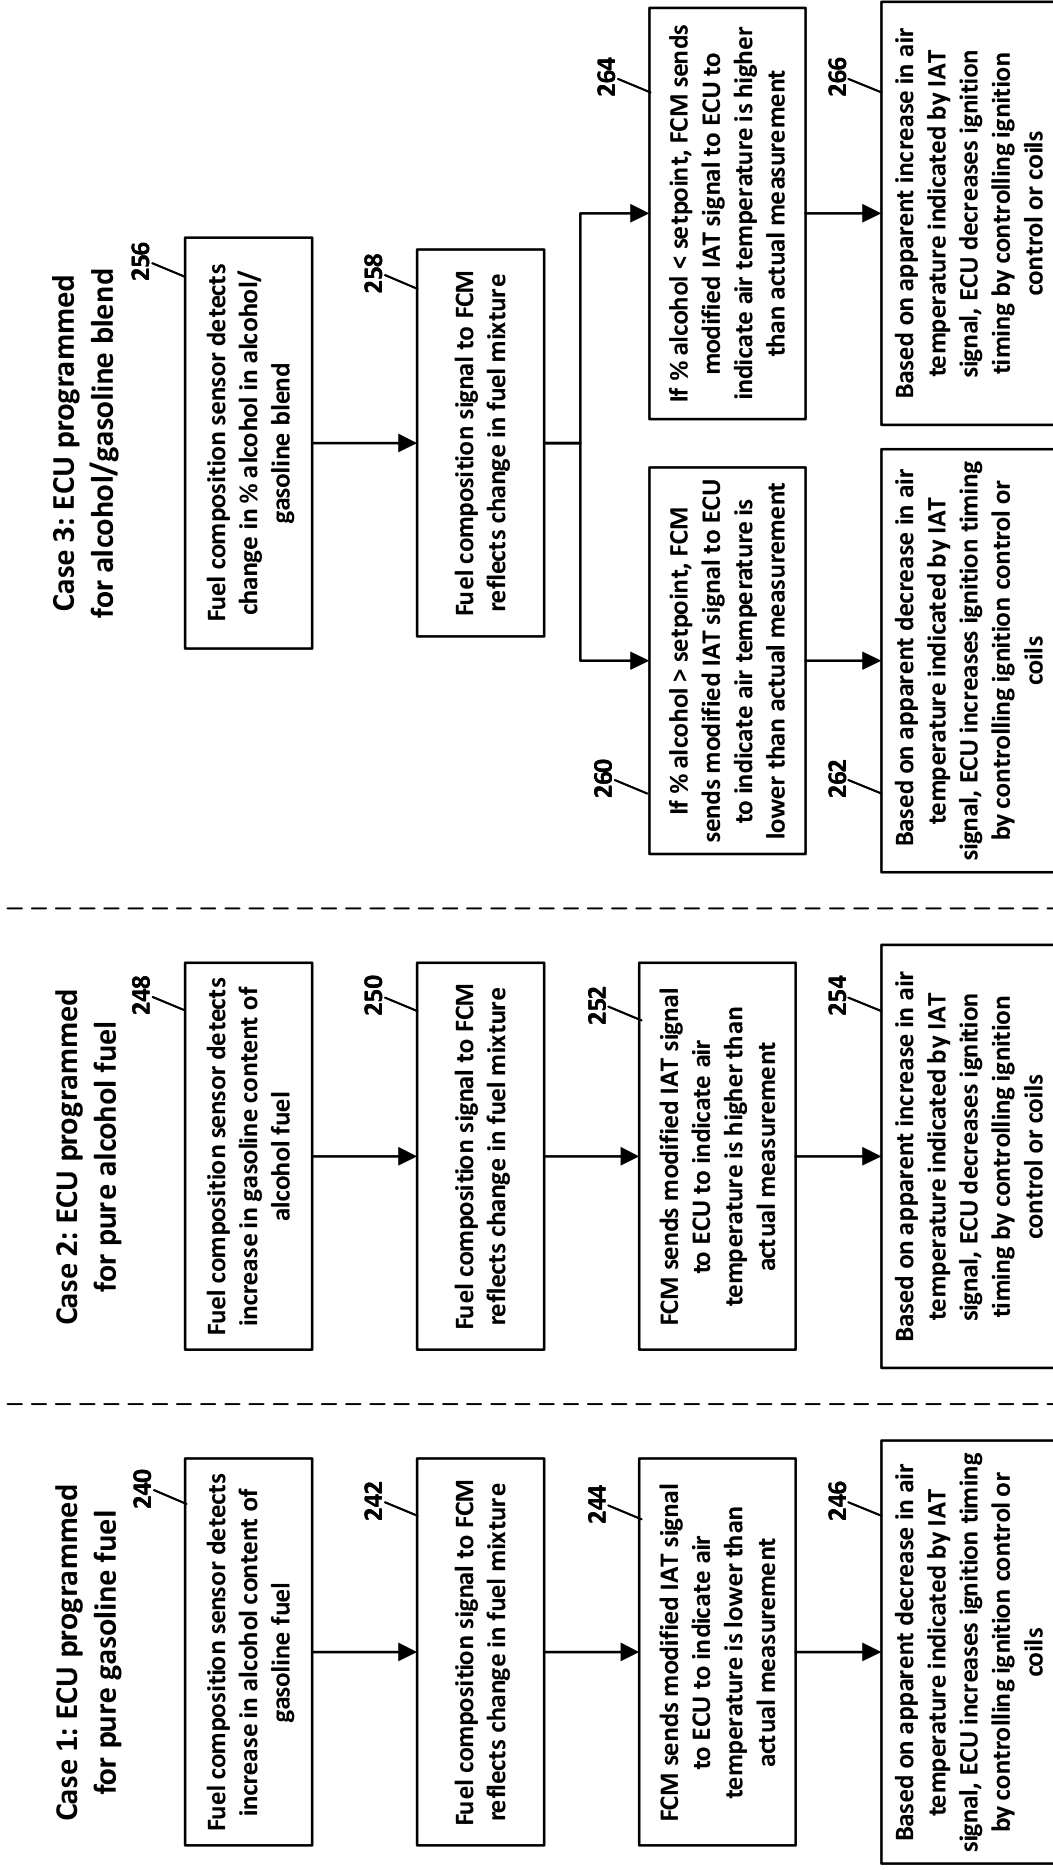 Case 1: ECU programmed
for pure gasoline fuel
240
Fuel composition sensor detects
increase in alcohol content of
gasoline fuel
242
Fuel composition signal to FCM
reflects change in fuel mixture
244
FCM sends modified IAT signal
to ECU to indicate air
temperature is lower than
actual measurement
246
Based on apparent decrease in air
temperature indicated by IAT
signal, ECU increases ignition timing
by controlling ignition control or
coils
Case 2: ECU programmed
for pure alcohol fuel
248
Fuel composition sensor detects
increase in gasoline content of
alcohol fuel
250
Fuel composition signal to FCM
reflects change in fuel mixture
252
FCM sends modified IAT signal
to ECU to indicate air
temperature is higher than
actual measurement
254
Based on apparent increase in air
temperature indicated by IAT
signal, ECU decreases ignition
timing by controlling ignition
control or coils
Case 3: ECU programmed
for alcohol/gasoline blend
256
Fuel composition sensor detects
change in % alcohol in alcohol/
gasoline blend
258
Fuel composition signal to FCM
reflects change in fuel mixture
260
If % alcohol > setpoint, FCM
sends modified IAT signal to ECU
to indicate air temperature is
lower than actual measurement
262
Based on apparent decrease in air
temperature indicated by IAT
signal, ECU increases ignition timing
by controlling ignition control or
coils
264
If % alcohol < setpoint, FCM sends
modified IAT signal to ECU to
indicate air temperature is higher
than actual measurement
266
Based on apparent increase in air
temperature indicated by IAT
signal, ECU decreases ignition
timing by controlling ignition
control or coils